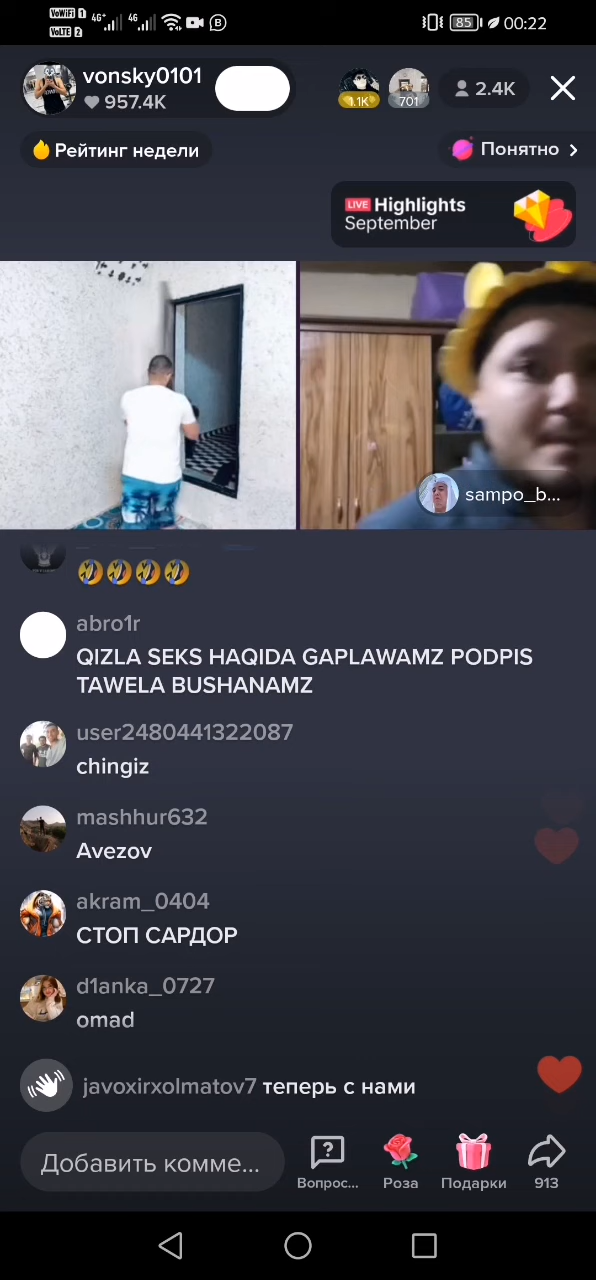 VoWiFi 1
VoLTE 2
4G+
4G
B
85
00:22
vonsky0101
957.4K
1.1K
701
2.4K
Рейтинг недели
Понятно
LIVE Highlights
September
sampo_b...
abro1r
QIZLA SEKS HAQIDA GAPLAWAMZ PODPIS
TAWELA BUSHANAMZ
user2480441322087
chingiz
mashhur632
Avezov
akram_0404
СТОП САРДОР
d1anka_0727
omad
javoxirxolmatov7 теперь с нами
Добавить комме...
Вопрос...
Роза
Подарки
913